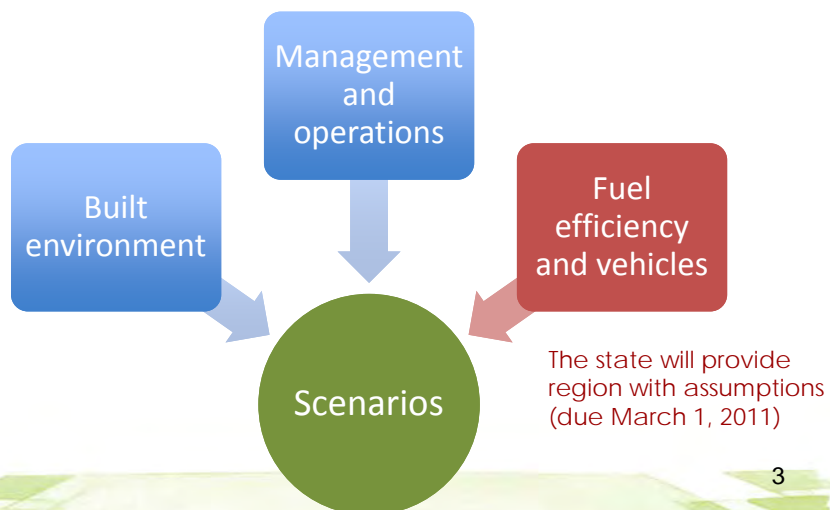 Management
and
operations
Built
environment
Fuel
efficiency
and vehicles
Scenarios
The state will provide
region with assumptions
(due March 1, 2011)
3